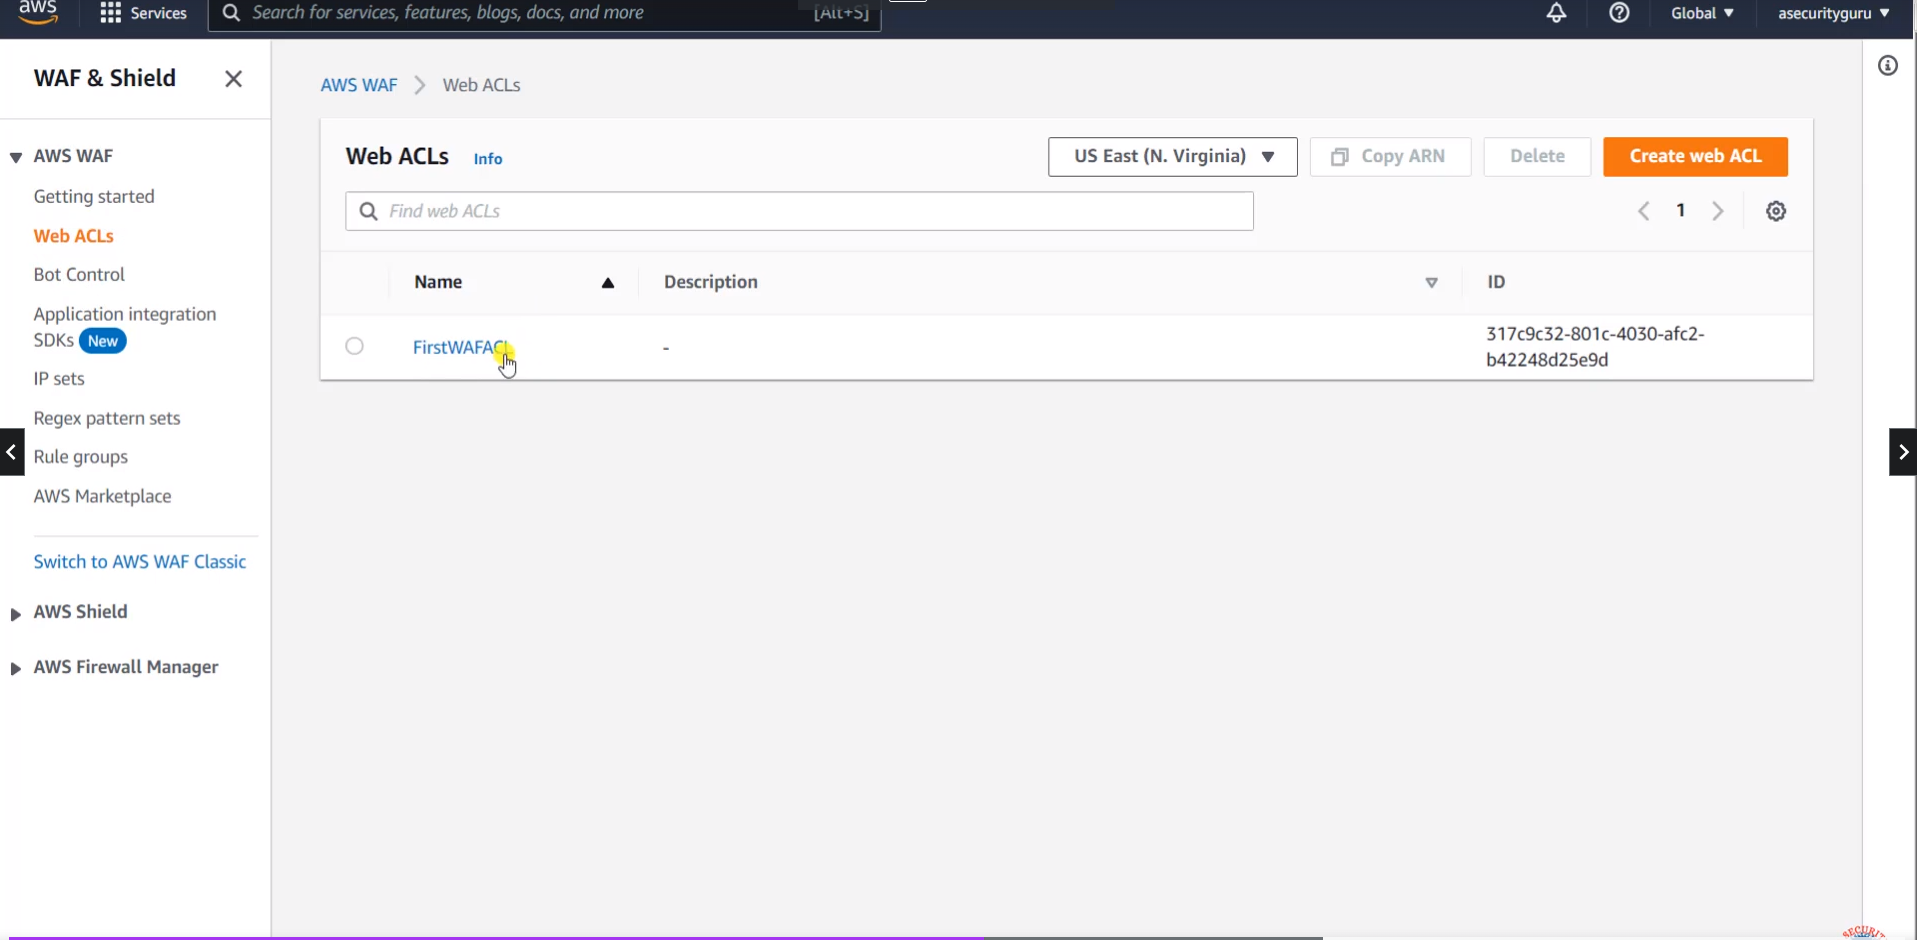 aws
Services
Search for services, features, blogs, docs, and more
[Alt+S]
Global
asecurityguru
WAF & Shield
AWS WAF
Getting started
Web ACLs
Bot Control
Application integration
SDKs New
IP sets
Regex pattern sets
Rule groups
AWS Marketplace
Switch to AWS WAF Classic
AWS Shield
AWS Firewall Manager
AWS WAF
Web ACLs
Web ACLs Info
US East (N. Virginia)
Copy ARN
Delete
Create web ACL
Find web ACLs
1
Name
Description
ID
FirstWAFACL
-
317c9c32-801c-4030-afc2-
b42248d25e9d